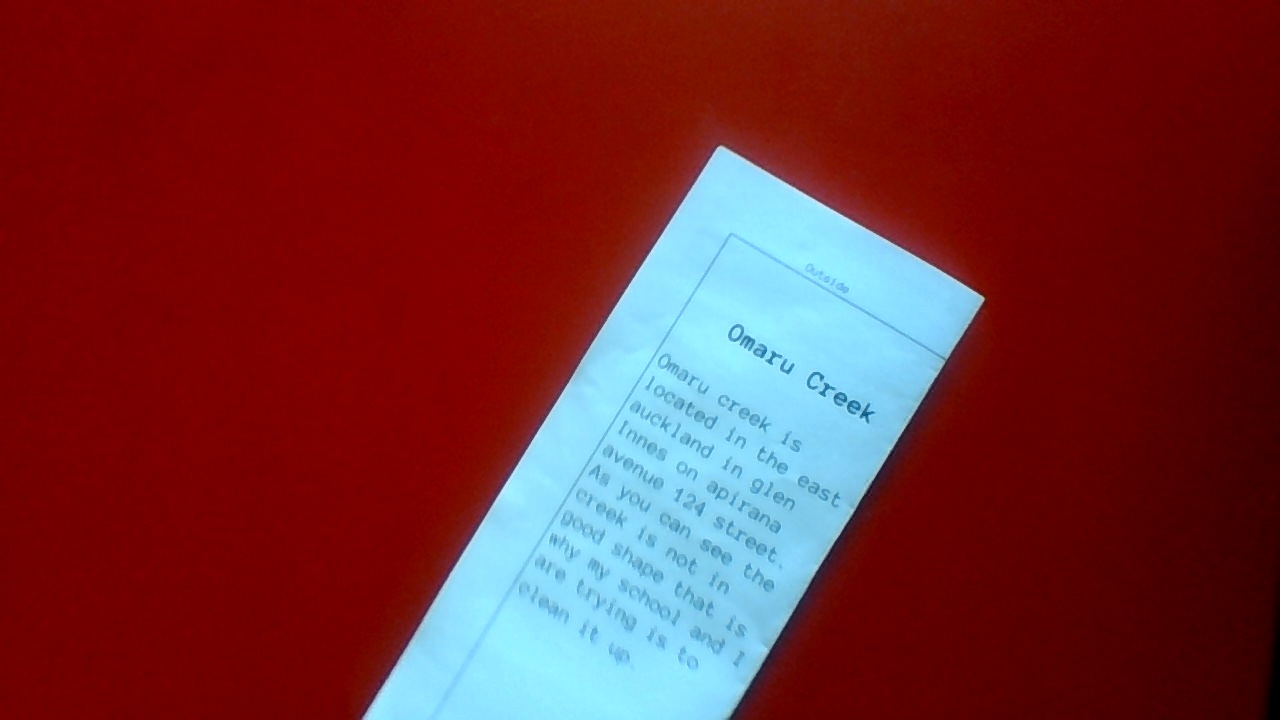 Outside
Omaru Creek
Omaru creek is
located in the east
auckland in glen
Innes on apirana
avenue 124 street.
As you can see the
creek is not in
good shape that is
why my school and I
are trying is to
clean it up.